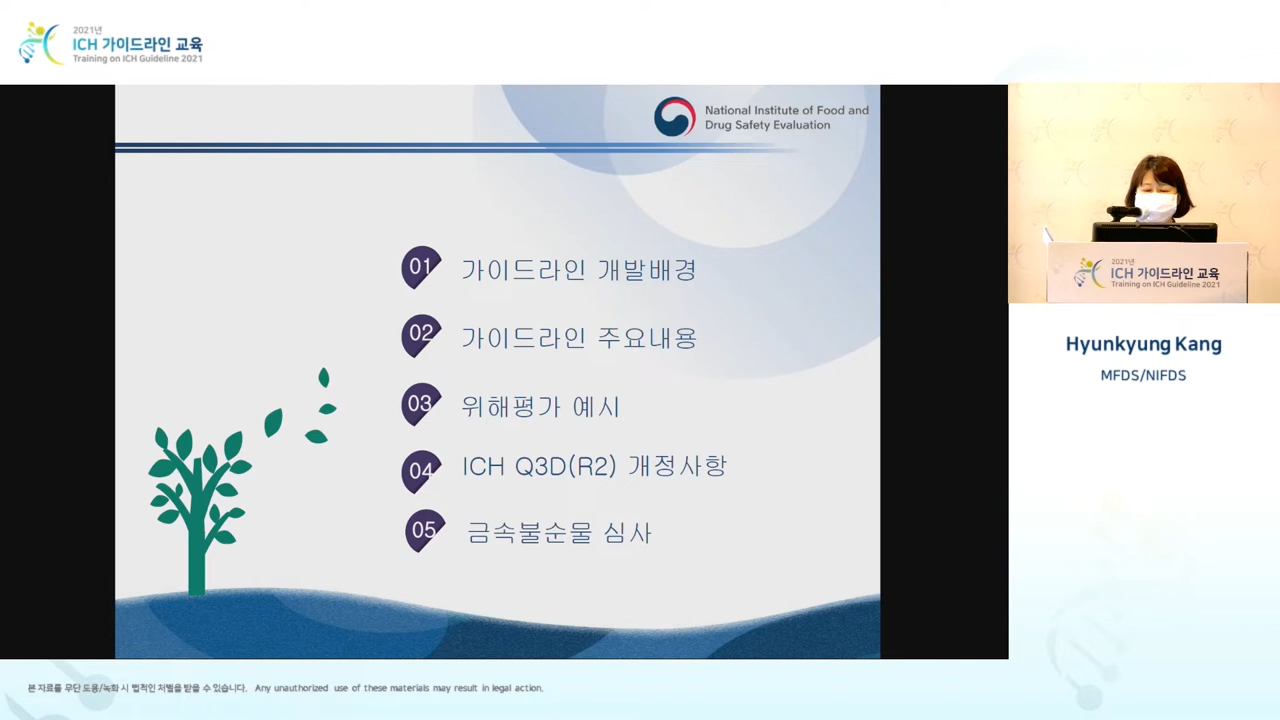 2021년
ICH 가이드라인 교육
Training on ICH Guideline 2021
National Institute of Food and
Drug Safety Evaluation
01 가이드라인 개발배경
02 가이드라인 주요내용
03 위해평가 예시
04 ICH Q3D(R2) 개정사항
05 금속불순물 심사
2021년
ICH 가이드라인 교육
Training on ICH Guideline 2021
Hyunkyung Kang
MFDS/NIFDS
본 자료를 무단 도용/녹화 시 법적인 처벌을 받을 수 있습니다. Any unauthorized use of these materials may result in legal action.